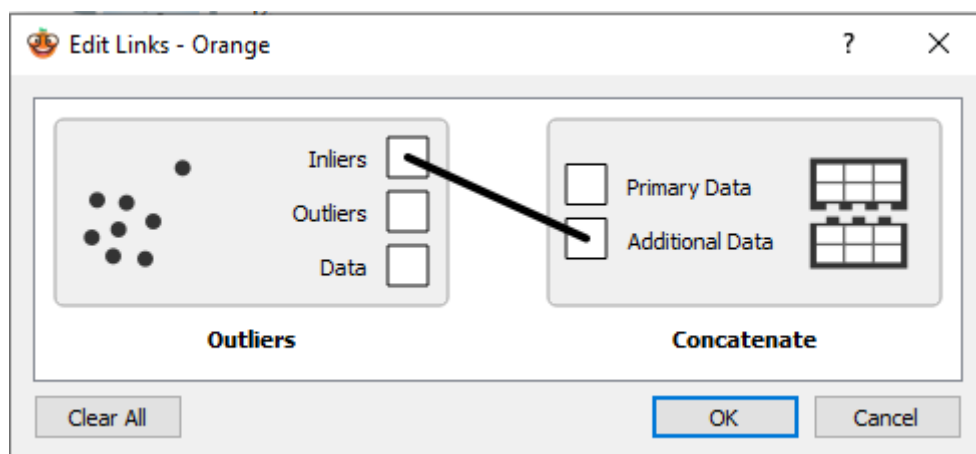 Edit Links - Orange
?
Inliers
Outliers
Data
Primary Data
Additional Data
Outliers
Concatenate
Clear All
OK
Cancel